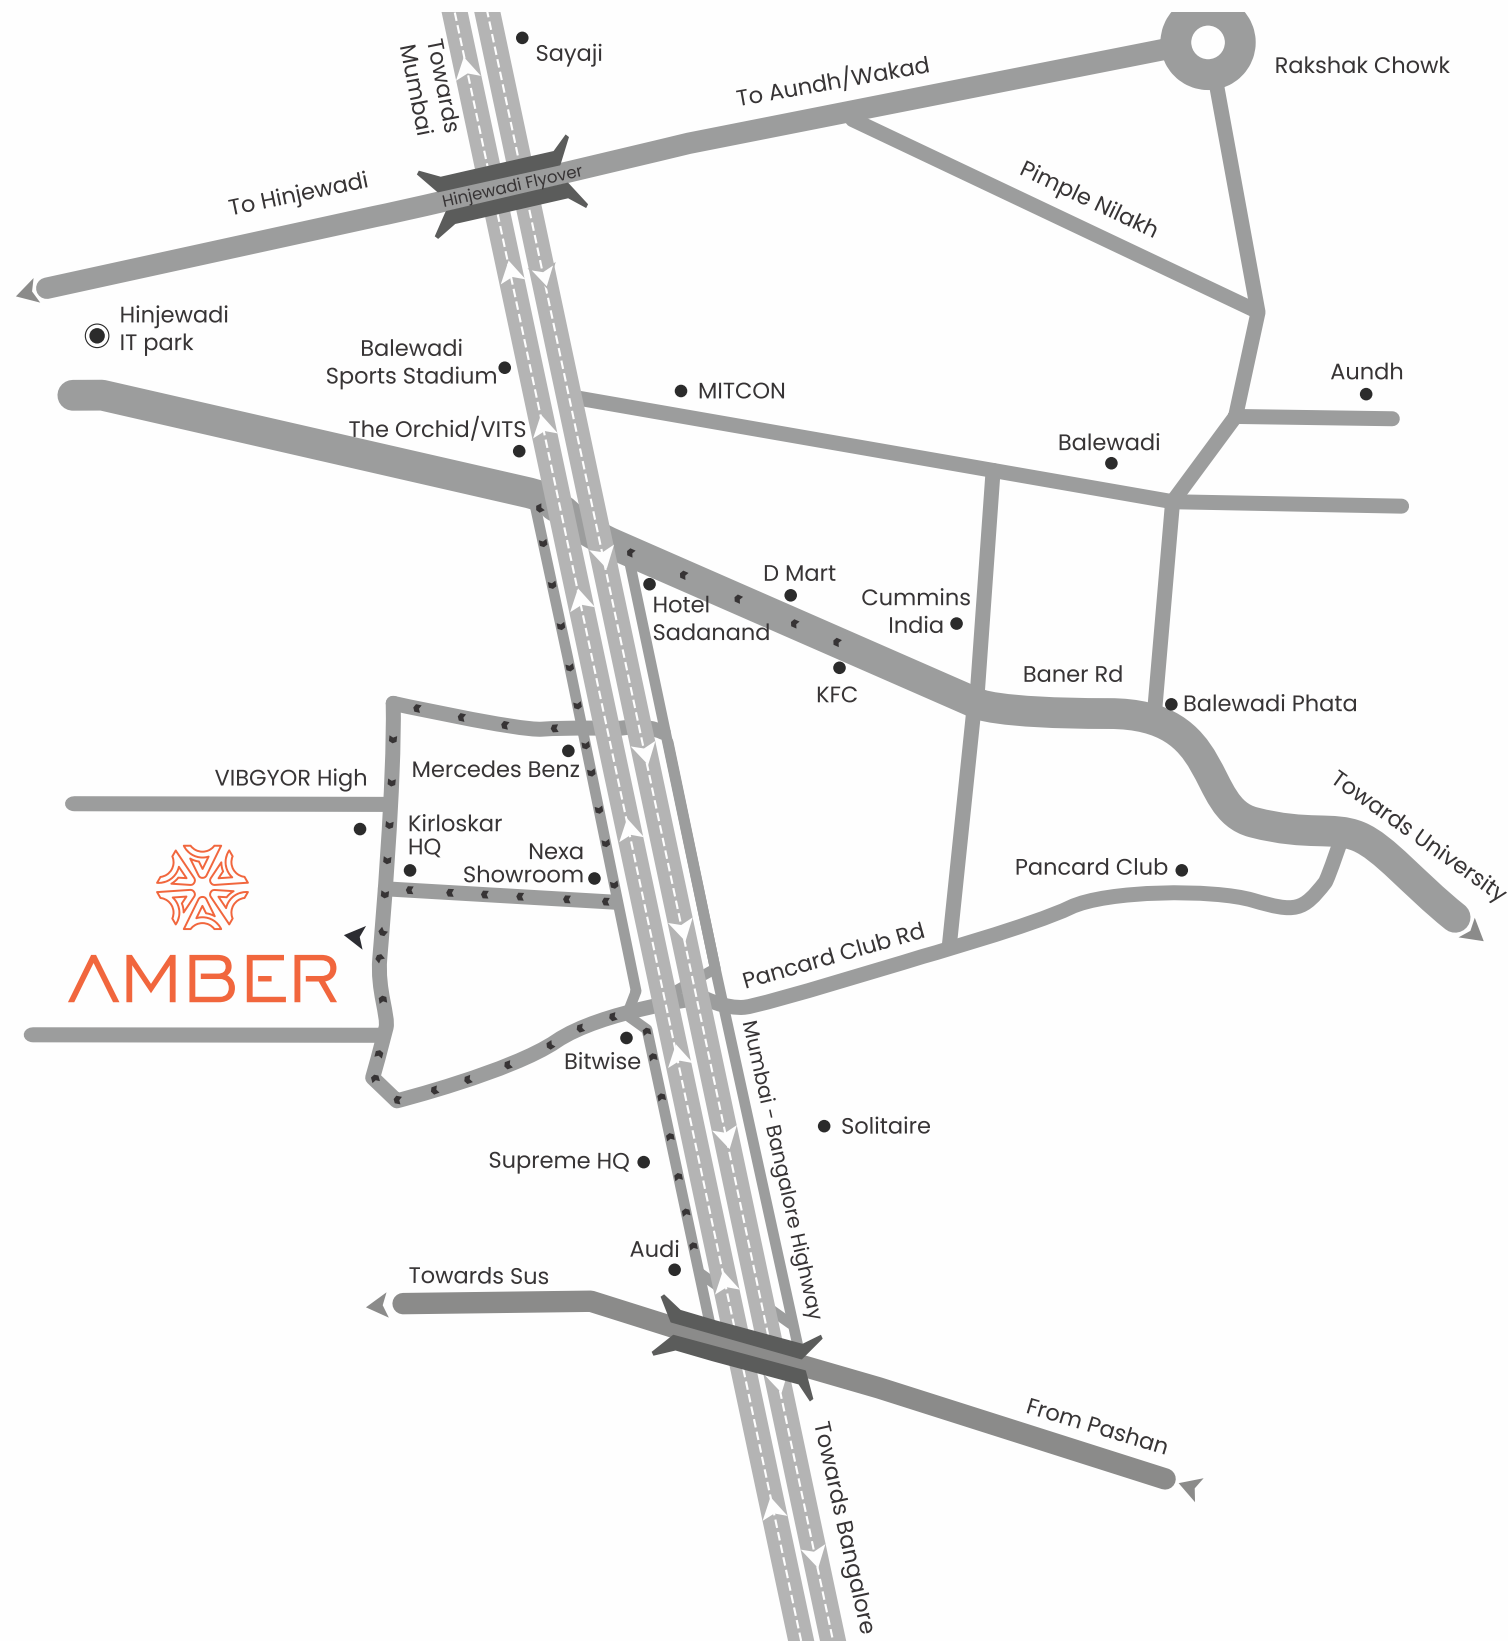 Towards
Mumbai
Sayaji
To Aundh/Wakad
Rakshak Chowk
To Hinjewadi
Hinjewadi Flyover
Pimple Nilakh
Hinjewadi
IT park
Balewadi
Sports Stadium
MITCON
Aundh
The Orchid/VITS
Balewadi
D Mart
Hotel
Sadanand
Cummins
India
KFC
Baner Rd
Balewadi Phata
Mercedes Benz
VIBGYOR High
Towards University
Kirloskar
HQ
Nexa
Showroom
Pancard Club
AMBER
Pancard Club Rd
Bitwise
Mumbai - Bangalore Highway
Solitaire
Supreme HQ
Audi
Towards Sus
From Pashan
Towards Bangalore